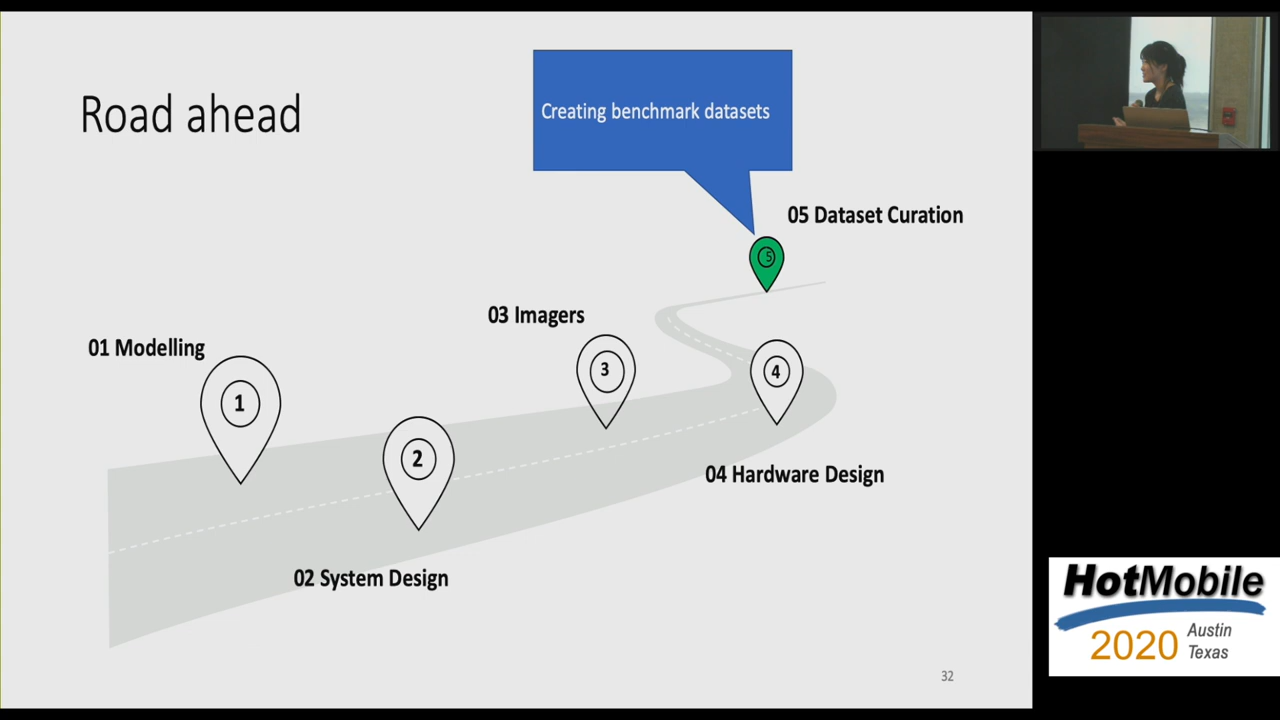 Road ahead
Creating benchmark datasets
05 Dataset Curation
5
03 Imagers
01 Modelling
3
4
1
2
04 Hardware Design
02 System Design
32
HotMobile
2020 Austin
Texas